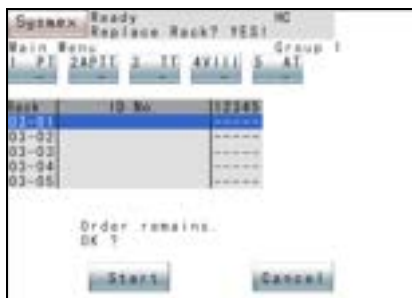 Sysmex Ready HC
Replace Rack? YES!
Main Menu Group 1
1 PT 2APTT 3 TT 4VIII 5 AT
Rack ID No. 12345
03-01 -----
03-02 -----
03-03 -----
03-04 -----
03-05 -----
Order remains.
OK ?
Start Cancel